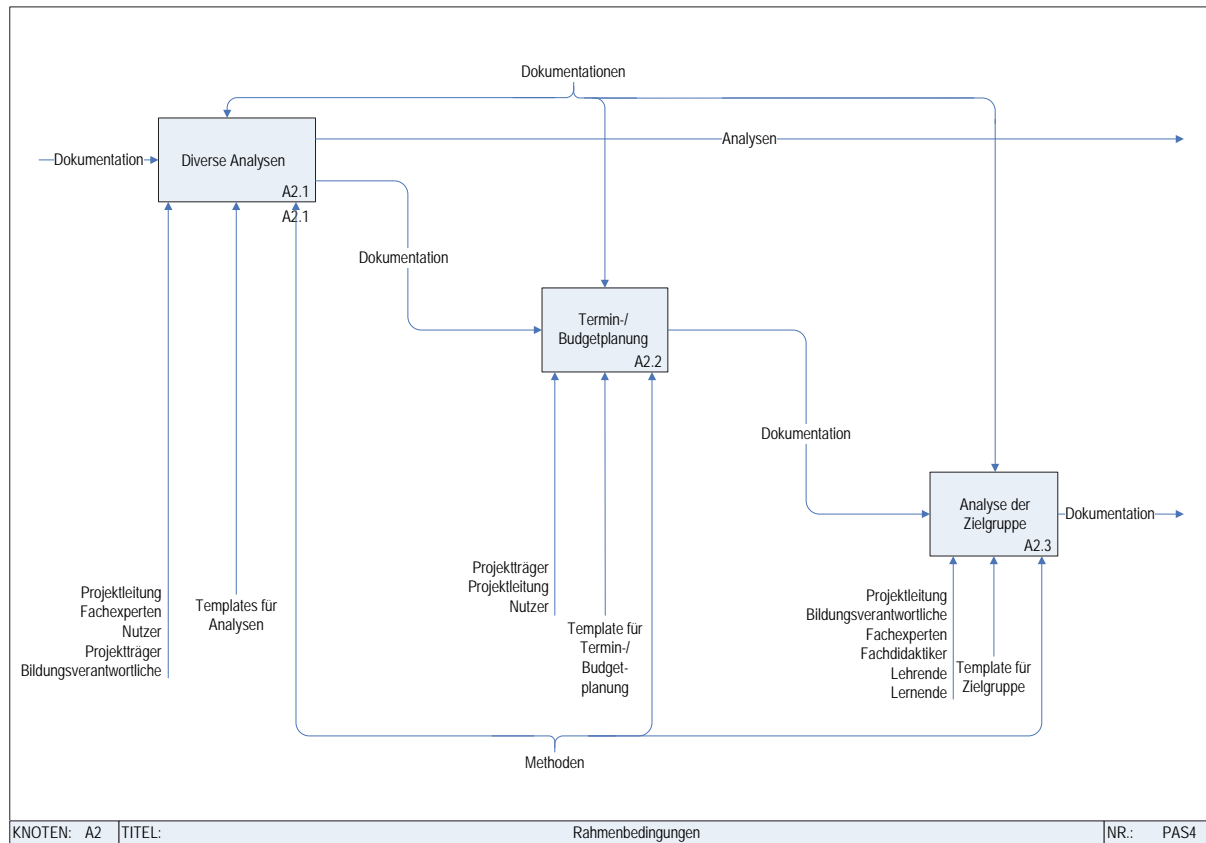 Dokumentationen
Analysen
Dokumentation
Diverse Analysen
A2.1
A2.1
Dokumentation
Termin-/
Budgetplanung
A2.2
Dokumentation
Analyse der
Zielgruppe
A2.3
Dokumentation
Projektleitung
Fachexperten
Nutzer
Projektträger
Bildungsverantwortliche
Templates für
Analysen
Projektträger
Projektleitung
Nutzer
Template für
Termin-/
Budget-
planung
Projektleitung
Bildungsverantwortliche
Fachexperten
Fachdidaktiker
Lehrende
Lernende
Template für
Zielgruppe
Methoden
KNOTEN: A2 TITEL: Rahmenbedingungen NR.: PAS4